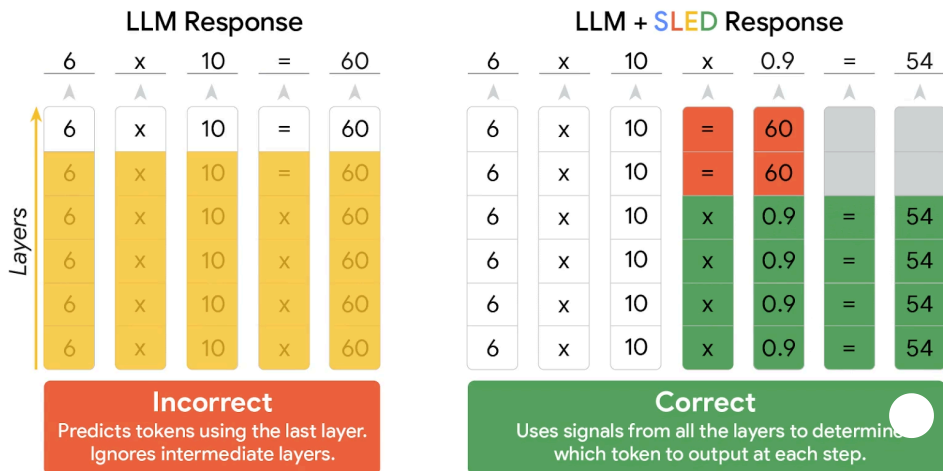 LLM Response
6 x 10 = 60
6 x 10 = 60
6 x 10 = 60
6 x 10 x 60
6 x 10 x 60
6 x 10 x 60
6 x 10 x 60
Layers
Incorrect
Predicts tokens using the last layer.
Ignores intermediate layers.
LLM + SLED Response
6 x 10 x 0.9 = 54
6 x 10 = 60
6 x 10 = 60
6 x 10 x 0.9 = 54
6 x 10 x 0.9 = 54
6 x 10 x 0.9 = 54
6 x 10 x 0.9 = 54
Correct
Uses signals from all the layers to
which token to output at each step.